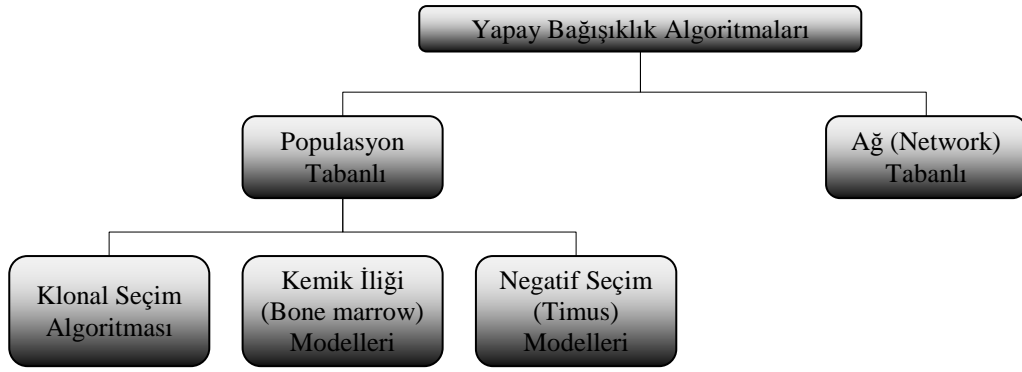 Yapay Bağışıklık Algoritmaları
Populasyon
Tabanlı
Ağ (Network)
Tabanlı
Klonal Seçim
Algoritması
Kemik İliği
(Bone marrow)
Modelleri
Negatif Seçim
(Timus)
Modelleri